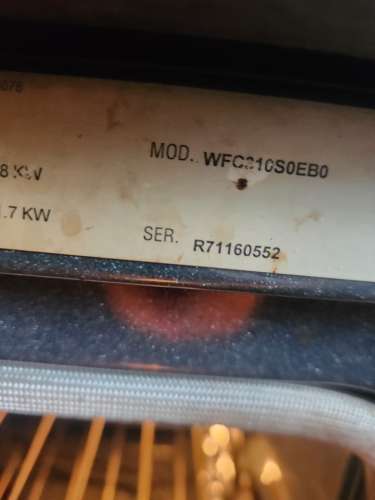 MOD. WFC310S0EB0
8 KW
.7 KW
SER. R71160552